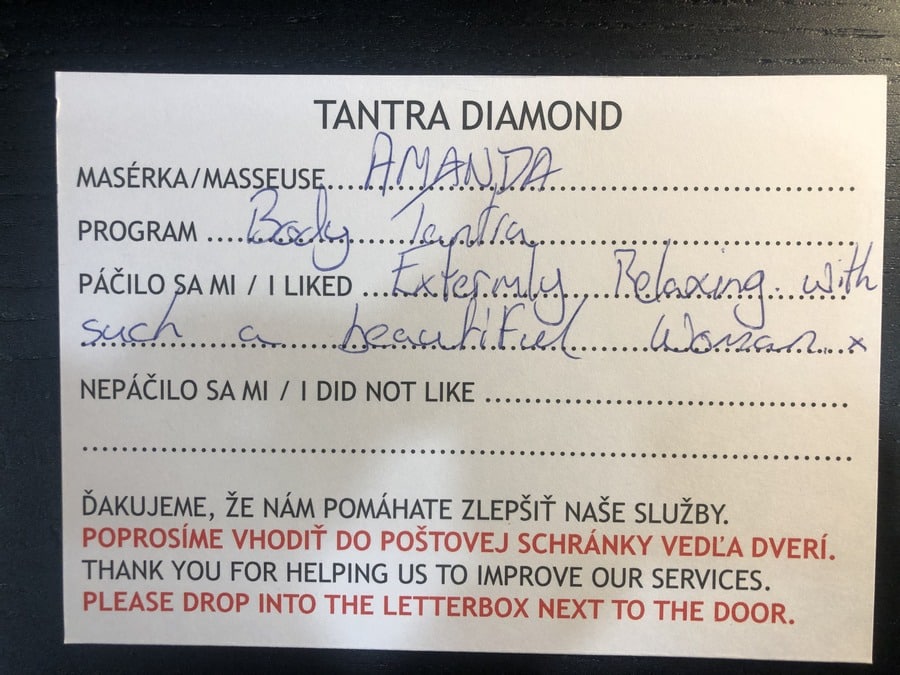 TANTRA DIAMOND
MASÉRKA/MASSEUSE....AMANDA....
PROGRAM ....Body Tantra....
PÁČILO SA MI / I LIKED ....Extermly Relaxing. with
such a beautiful Woman x
NEPÁČILO SA MI / I DID NOT LIKE ....
ĎAKUJEME, ŽE NÁM POMÁHATE ZLEPŠIŤ NAŠE SLUŽBY.
POPROSÍME VHODIŤ DO POŠTOVEJ SCHRÁNKY VEDĽA DVERÍ.
THANK YOU FOR HELPING US TO IMPROVE OUR SERVICES.
PLEASE DROP INTO THE LETTERBOX NEXT TO THE DOOR.